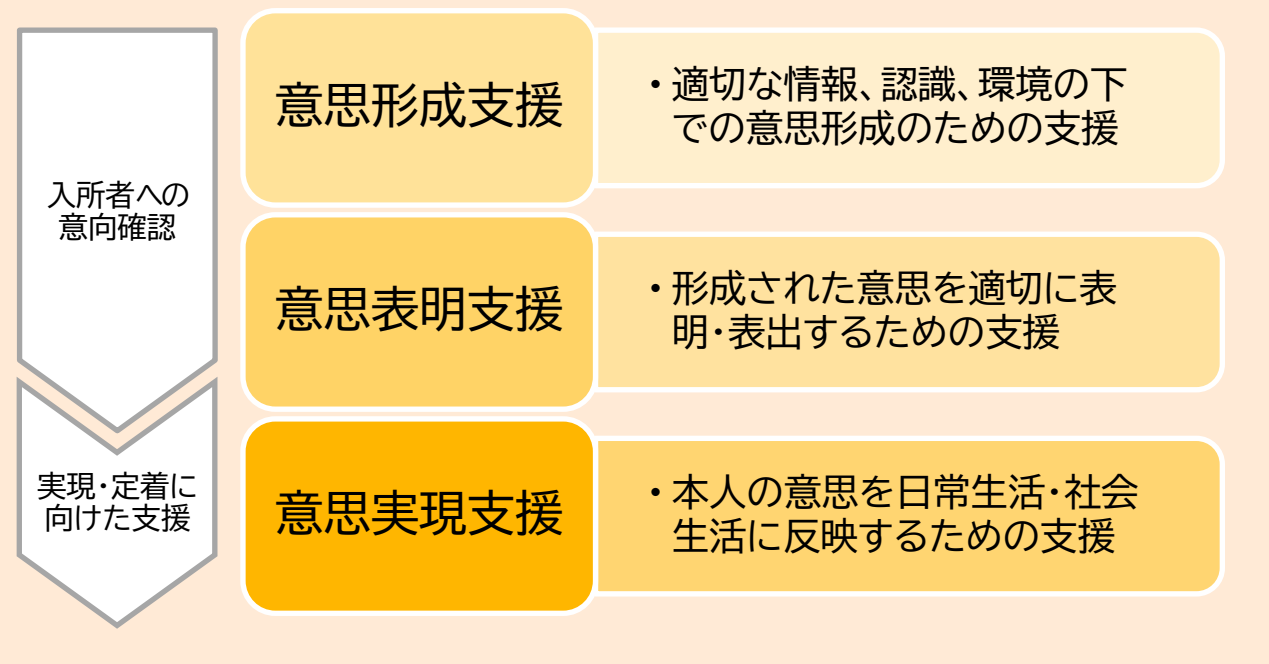 入所者への
意向確認
意思形成支援
・適切な情報、認識、環境の下
での意思形成のための支援
意思表明支援
・形成された意思を適切に表
明・表出するための支援
実現・定着に
向けた支援
意思実現支援
・本人の意思を日常生活・社会
生活に反映するための支援